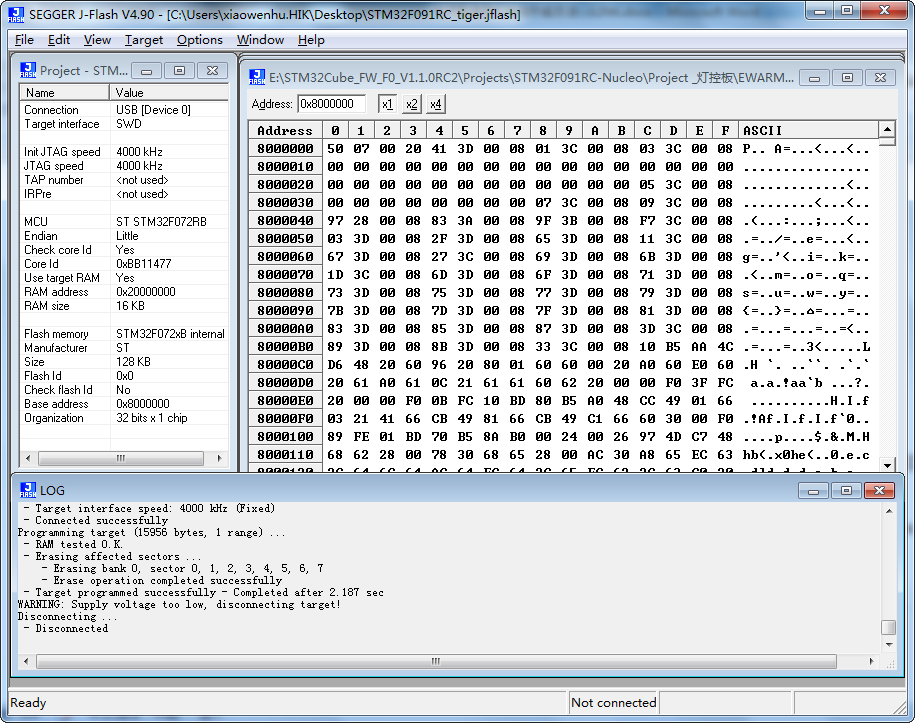 SEGGER J-Flash V4.90 - [C:\Users\xiaowenhu.HIK\Desktop\STM32F091RC_tiger.jflash]
File Edit View Target Options Window Help
Project - STM...
Name Value
Connection USB [Device 0]
Target interface SWD
Init JTAG speed 4000 kHz
JTAG speed 4000 kHz
TAP number <not used>
IRPre <not used>
MCU ST STM32F072RB
Endian Little
Check core Id Yes
Core Id 0xBB11477
Use target RAM Yes
RAM address 0x20000000
RAM size 16 KB
Flash memory STM32F072xB internal
Manufacturer ST
Size 128 KB
Flash Id 0x0
Check flash Id No
Base address 0x8000000
Organization 32 bits x 1 chip
E:\STM32Cube_FW_F0_V1.1.0RC2\Projects\STM32F091RC-Nucleo\Project _灯控板\EWARM...
Address: 0x8000000 x1 x2 x4
Address 0 1 2 3 4 5 6 7 8 9 A B C D E F ASCII
8000000 50 07 00 20 41 3D 00 08 01 3C 00 08 03 3C 00 08 P.. A=...<...<..
8000010 00 00 00 00 00 00 00 00 00 00 00 00 00 00 00 00 ................
8000020 00 00 00 00 00 00 00 00 00 00 00 00 05 3C 00 08 .............<..
8000030 00 00 00 00 00 00 00 00 07 3C 00 08 09 3C 00 08 .........<...<..
8000040 97 28 00 08 83 3A 00 08 9F 3B 00 08 F7 3C 00 08 .(...:...;...<..
8000050 03 3D 00 08 2F 3D 00 08 65 3D 00 08 11 3C 00 08 .=../=..e=...<..
8000060 67 3D 00 08 27 3C 00 08 69 3D 00 08 6B 3D 00 08 g=..'<..i=..k=..
8000070 1D 3C 00 08 6D 3D 00 08 6F 3D 00 08 71 3D 00 08 .<..m=..o=..q=..
8000080 73 3D 00 08 75 3D 00 08 77 3D 00 08 79 3D 00 08 s=..u=..w=..y=..
8000090 7B 3D 00 08 7D 3D 00 08 7F 3D 00 08 81 3D 00 08 {=..}=..⌂=...=..
80000A0 83 3D 00 08 85 3D 00 08 87 3D 00 08 3D 3C 00 08 .=...=...=..=<..
80000B0 89 3D 00 08 8B 3D 00 08 33 3C 00 08 10 B5 AA 4C .=...=..3<.....L
80000C0 D6 48 20 60 96 20 80 01 60 60 00 20 A0 60 E0 60 .H `. ..``. .`.`
80000D0 20 61 A0 61 0C 21 61 61 60 62 20 00 00 F0 3F FC  a.a.!aa`b ...?.
80000E0 20 00 00 F0 0B FC 10 BD 80 B5 A0 48 CC 49 01 66  ..........H.I.f
80000F0 03 21 41 66 CB 49 81 66 CB 49 C1 66 60 30 00 F0 .!Af.I.f.I.f`0..
8000100 89 FE 01 BD 70 B5 8A B0 00 24 00 26 97 4D C7 48 ....p....$.&.M.H
8000110 68 62 28 00 78 30 68 65 28 00 AC 30 A8 65 EC 63 hb(.x0he(..0.e.c
LOG
- Target interface speed: 4000 kHz (Fixed)
- Connected successfully
Programming target (15956 bytes, 1 range) ...
- RAM tested O.K.
- Erasing affected sectors ...
- Erasing bank 0, sector 0, 1, 2, 3, 4, 5, 6, 7
- Erase operation completed successfully
- Target programmed successfully - Completed after 2.187 sec
WARNING: Supply voltage too low, disconnecting target!
Disconnecting ...
- Disconnected
Ready Not connected